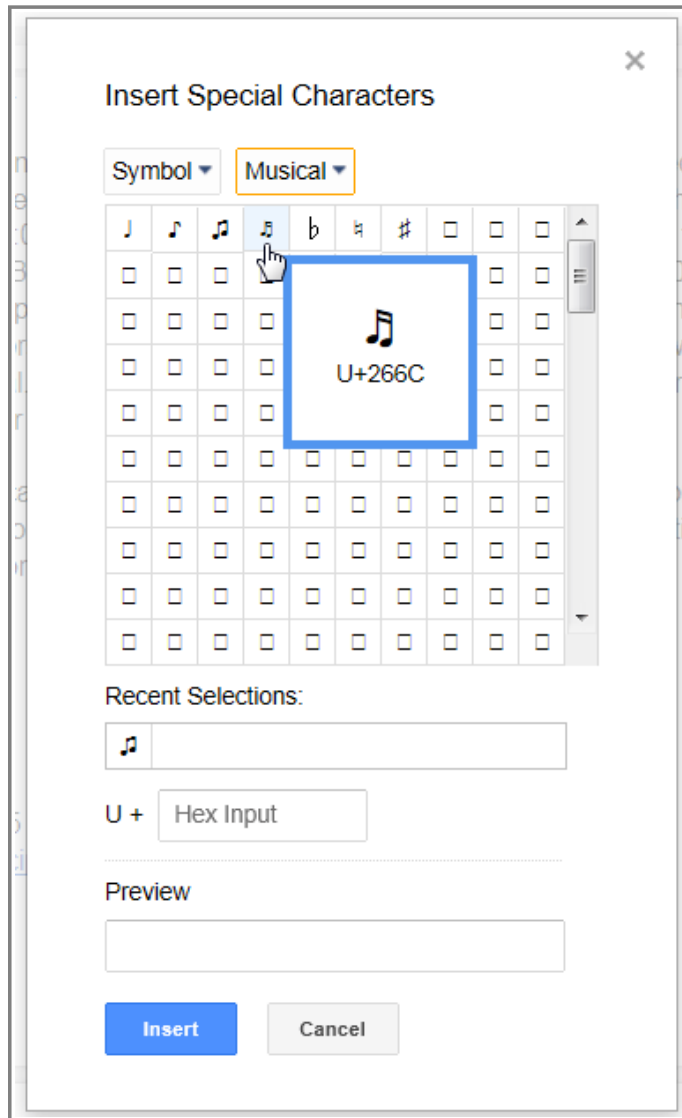 ×
Insert Special Characters
Symbol Musical
♩ ♪ ♫ ♬ ♭ ♮ ♯
♬
U+266C
Recent Selections:
♫
U + Hex Input
Preview
Insert Cancel